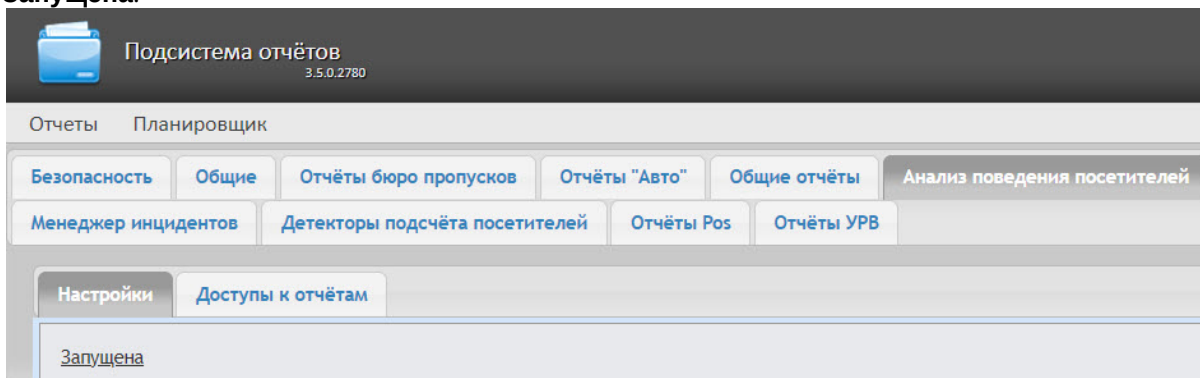 Запущена.
Подсистема отчётов
3.5.0.2780
Отчеты Планировщик
Безопасность Общие Отчёты бюро пропусков Отчёты "Авто" Общие отчёты Анализ поведения посетителей
Менеджер инцидентов Детекторы подсчёта посетителей Отчёты Pos Отчёты УРВ
Настройки Доступы к отчётам
Запущена